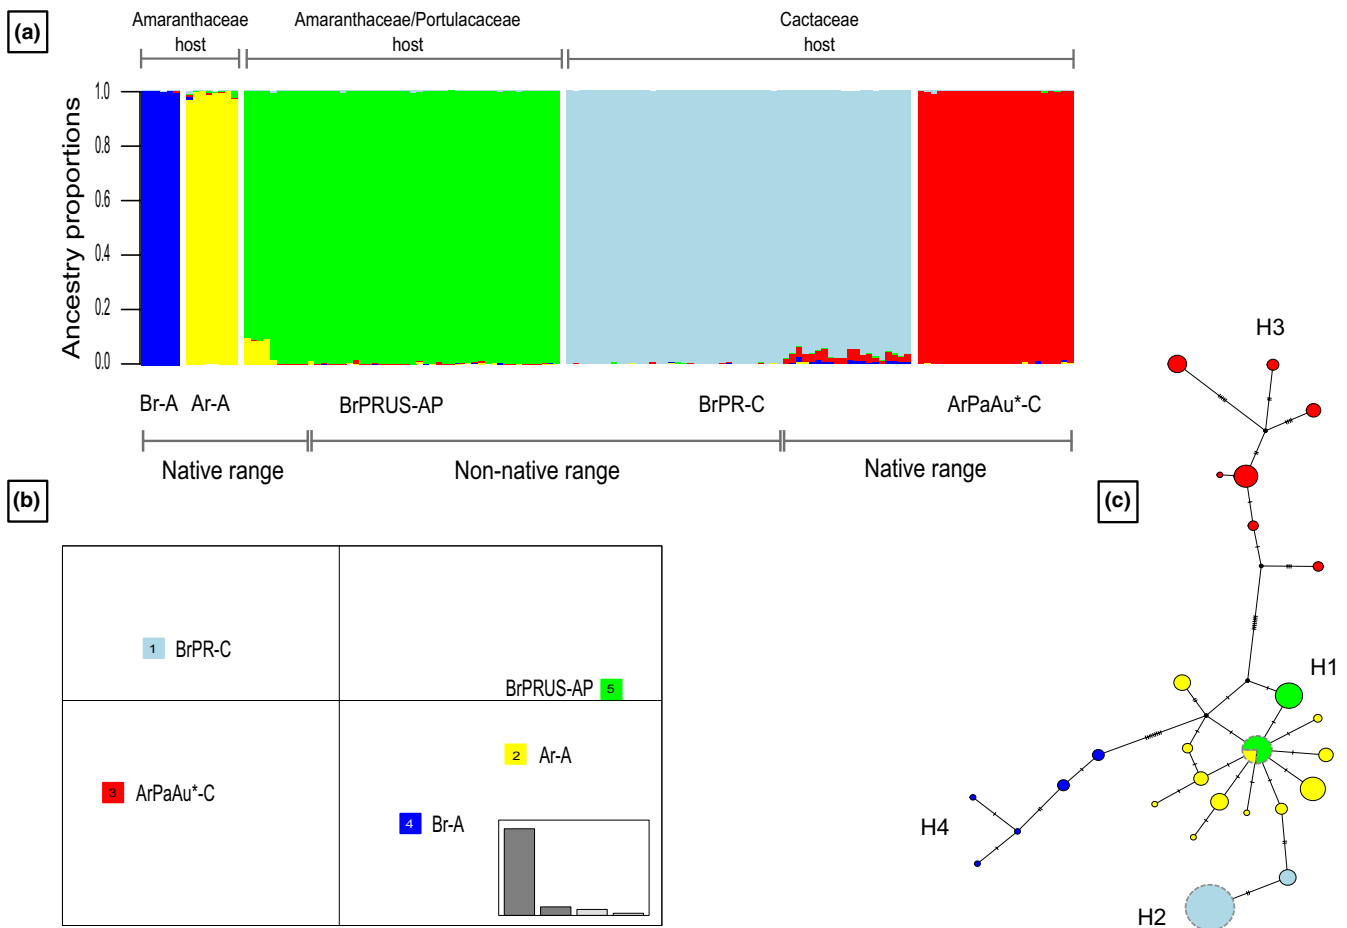 (a)
Amaranthaceae host
Amaranthaceae/Portulacaceae host
Cactaceae host
Ancestry proportions
1.0
0.8
0.6
0.4
0.2
0.0
Br-A
Ar-A
BrPRUS-AP
BrPR-C
ArPaAu*-C
Native range
Non-native range
Native range
(b)
1 BrPR-C
BrPRUS-AP 5
2 Ar-A
3 ArPaAu*-C
4 Br-A
(c)
H3
H1
H4
H2